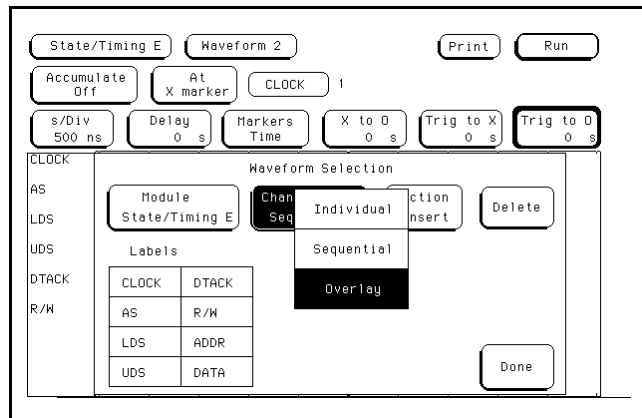 State/Timing E Waveform 2 Print Run
Accumulate Off At X marker CLOCK 1
s/Div 500 ns Delay 0 s Markers Time X to O 0 s Trig to X 0 s Trig to O 0 s
CLOCK
AS
LDS
UDS
DTACK
R/W
Waveform Selection
Module State/Timing E
Individual
Sequential
Overlay
Delete
Labels
CLOCK DTACK
AS R/W
LDS ADDR
UDS DATA
Done